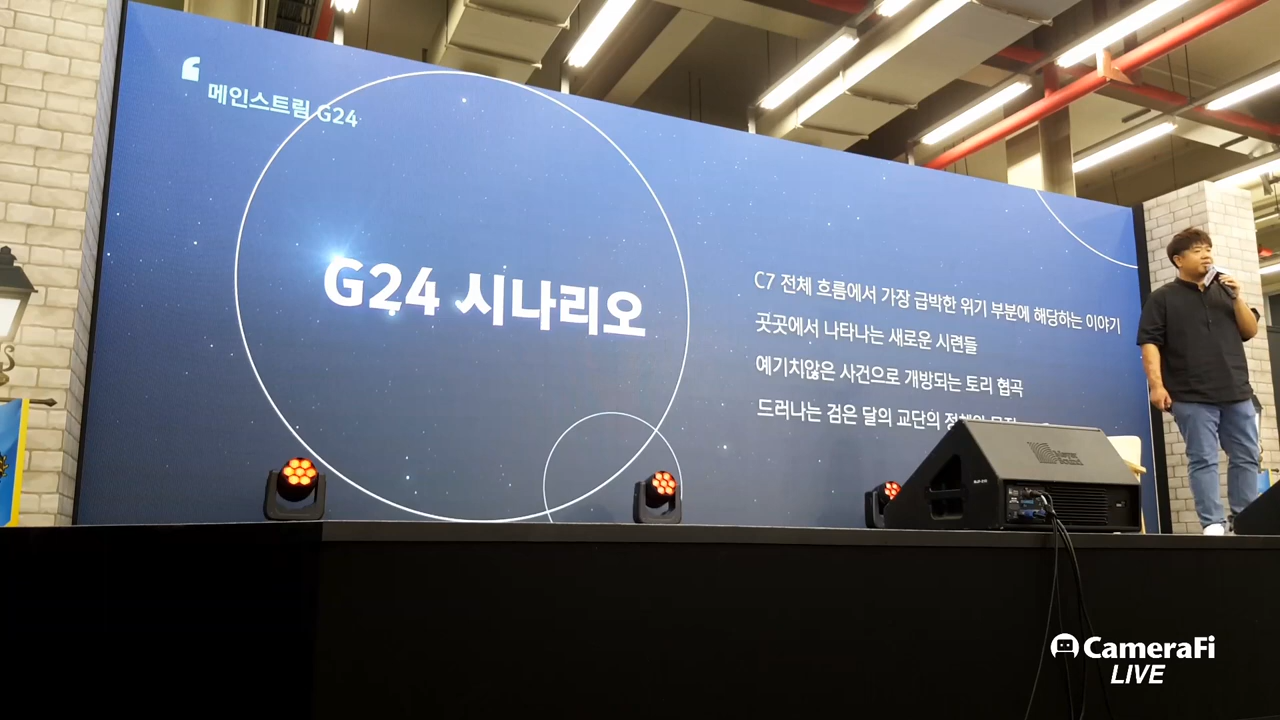 메인스트림 G24
G24 시나리오
C7 전체 흐름에서 가장 급박한 위기 부분에 해당하는 이야기
곳곳에서 나타나는 새로운 시련들
예기치않은 사건으로 개방되는 토리 협곡
드러나는 검은 달의 교단의
CameraFi
LIVE